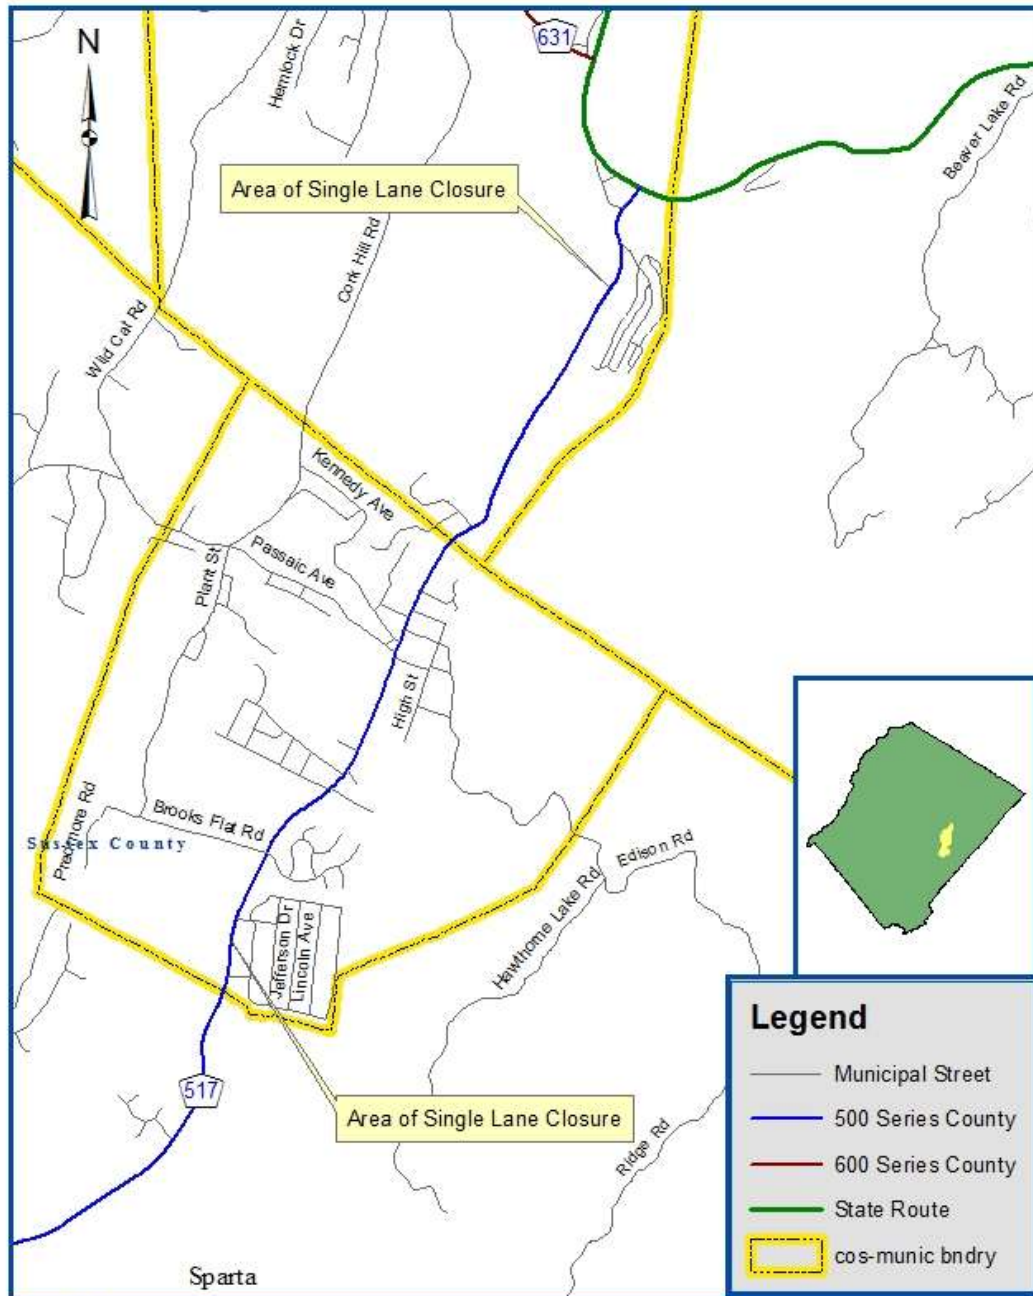 631
N
Hemlock Dr
Beaver Lake Rd
Area of Single Lane Closure
Cork Hill Rd
Wild Cat Rd
Kennedy Ave
Passaic Ave
Plant St
High St
Predmore Rd
Brooks Flat Rd
Sussex County
Edison Rd
Hawthorne Lake Rd
Jefferson Dr
Lincoln Ave
517
Area of Single Lane Closure
Ridge Rd
Sparta
Legend
Municipal Street
500 Series County
600 Series County
State Route
cos-munic bndry